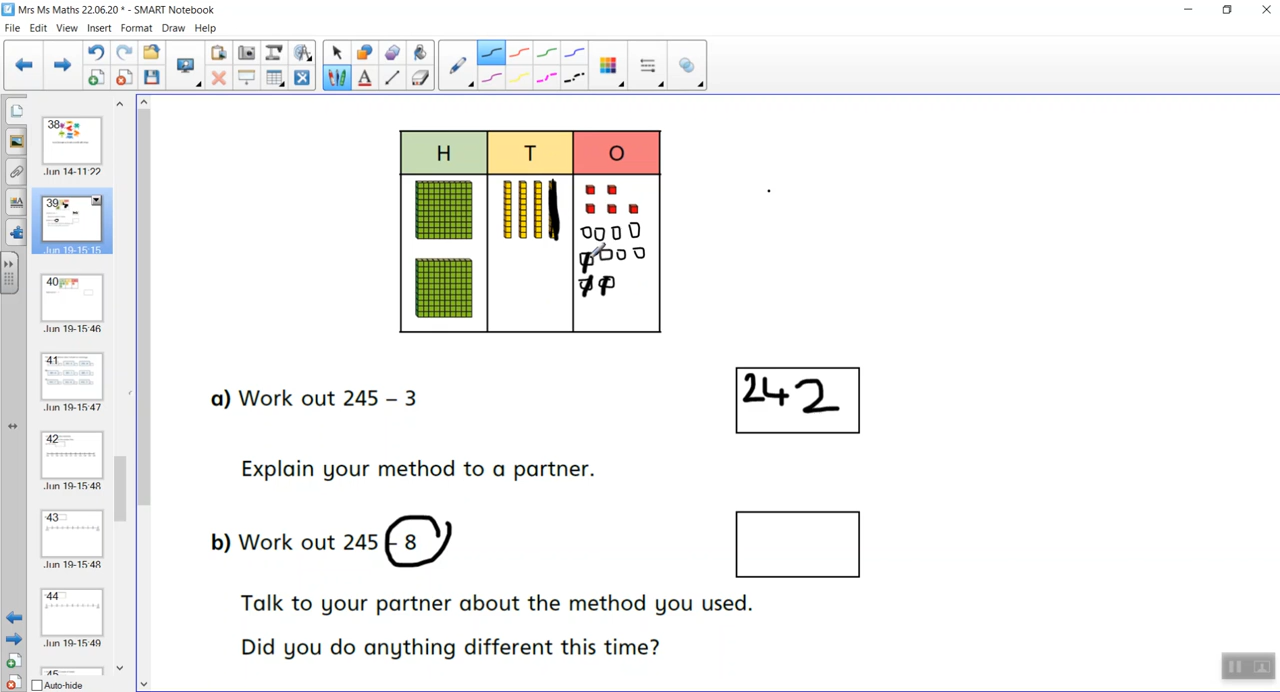 Mrs Ms Maths 22.06.20 * - SMART Notebook
File Edit View Insert Format Draw Help
38
Jun 14-11:22
39
Jun 19-15:15
40
Jun 19-15:46
41
Jun 19-15:47
42
Jun 19-15:48
43
Jun 19-15:48
44
Jun 19-15:49
45
Auto-hide
H T O
a) Work out 245 – 3
242
Explain your method to a partner.
b) Work out 245 – 8
Talk to your partner about the method you used.
Did you do anything different this time?